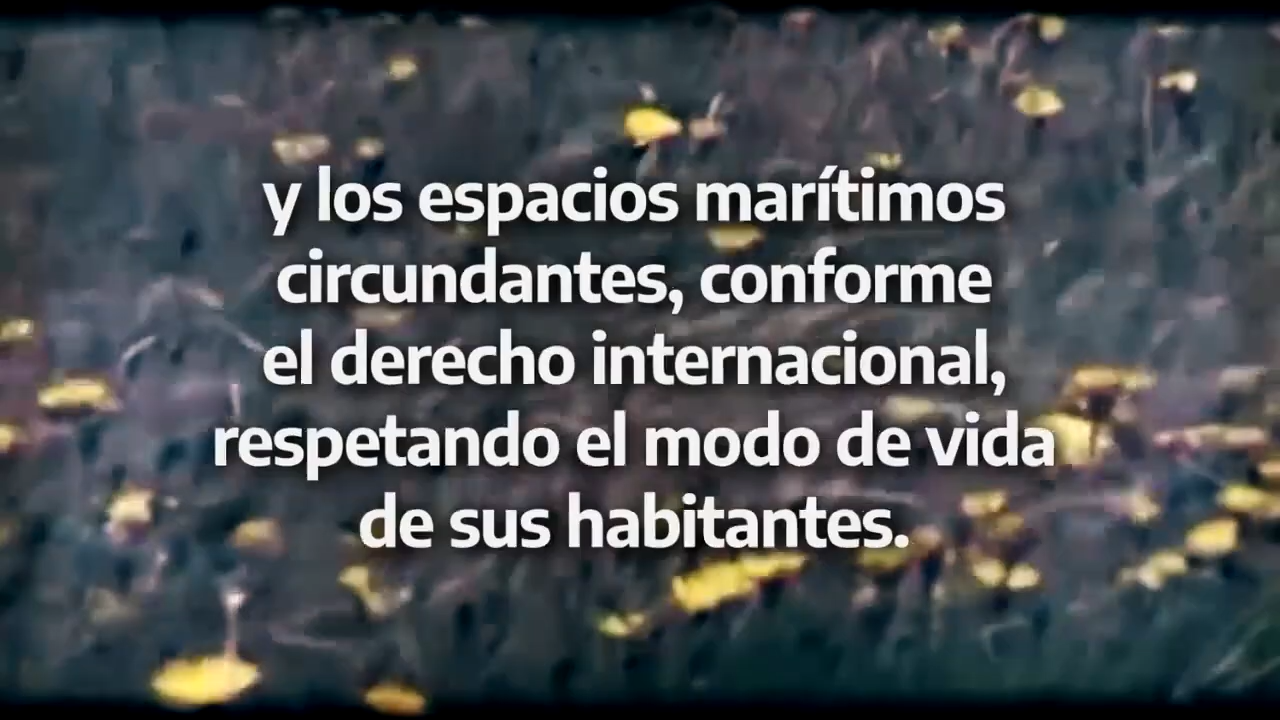 y los espacios marítimos
circundantes, conforme
el derecho internacional,
respetando el modo de vida
de sus habitantes.